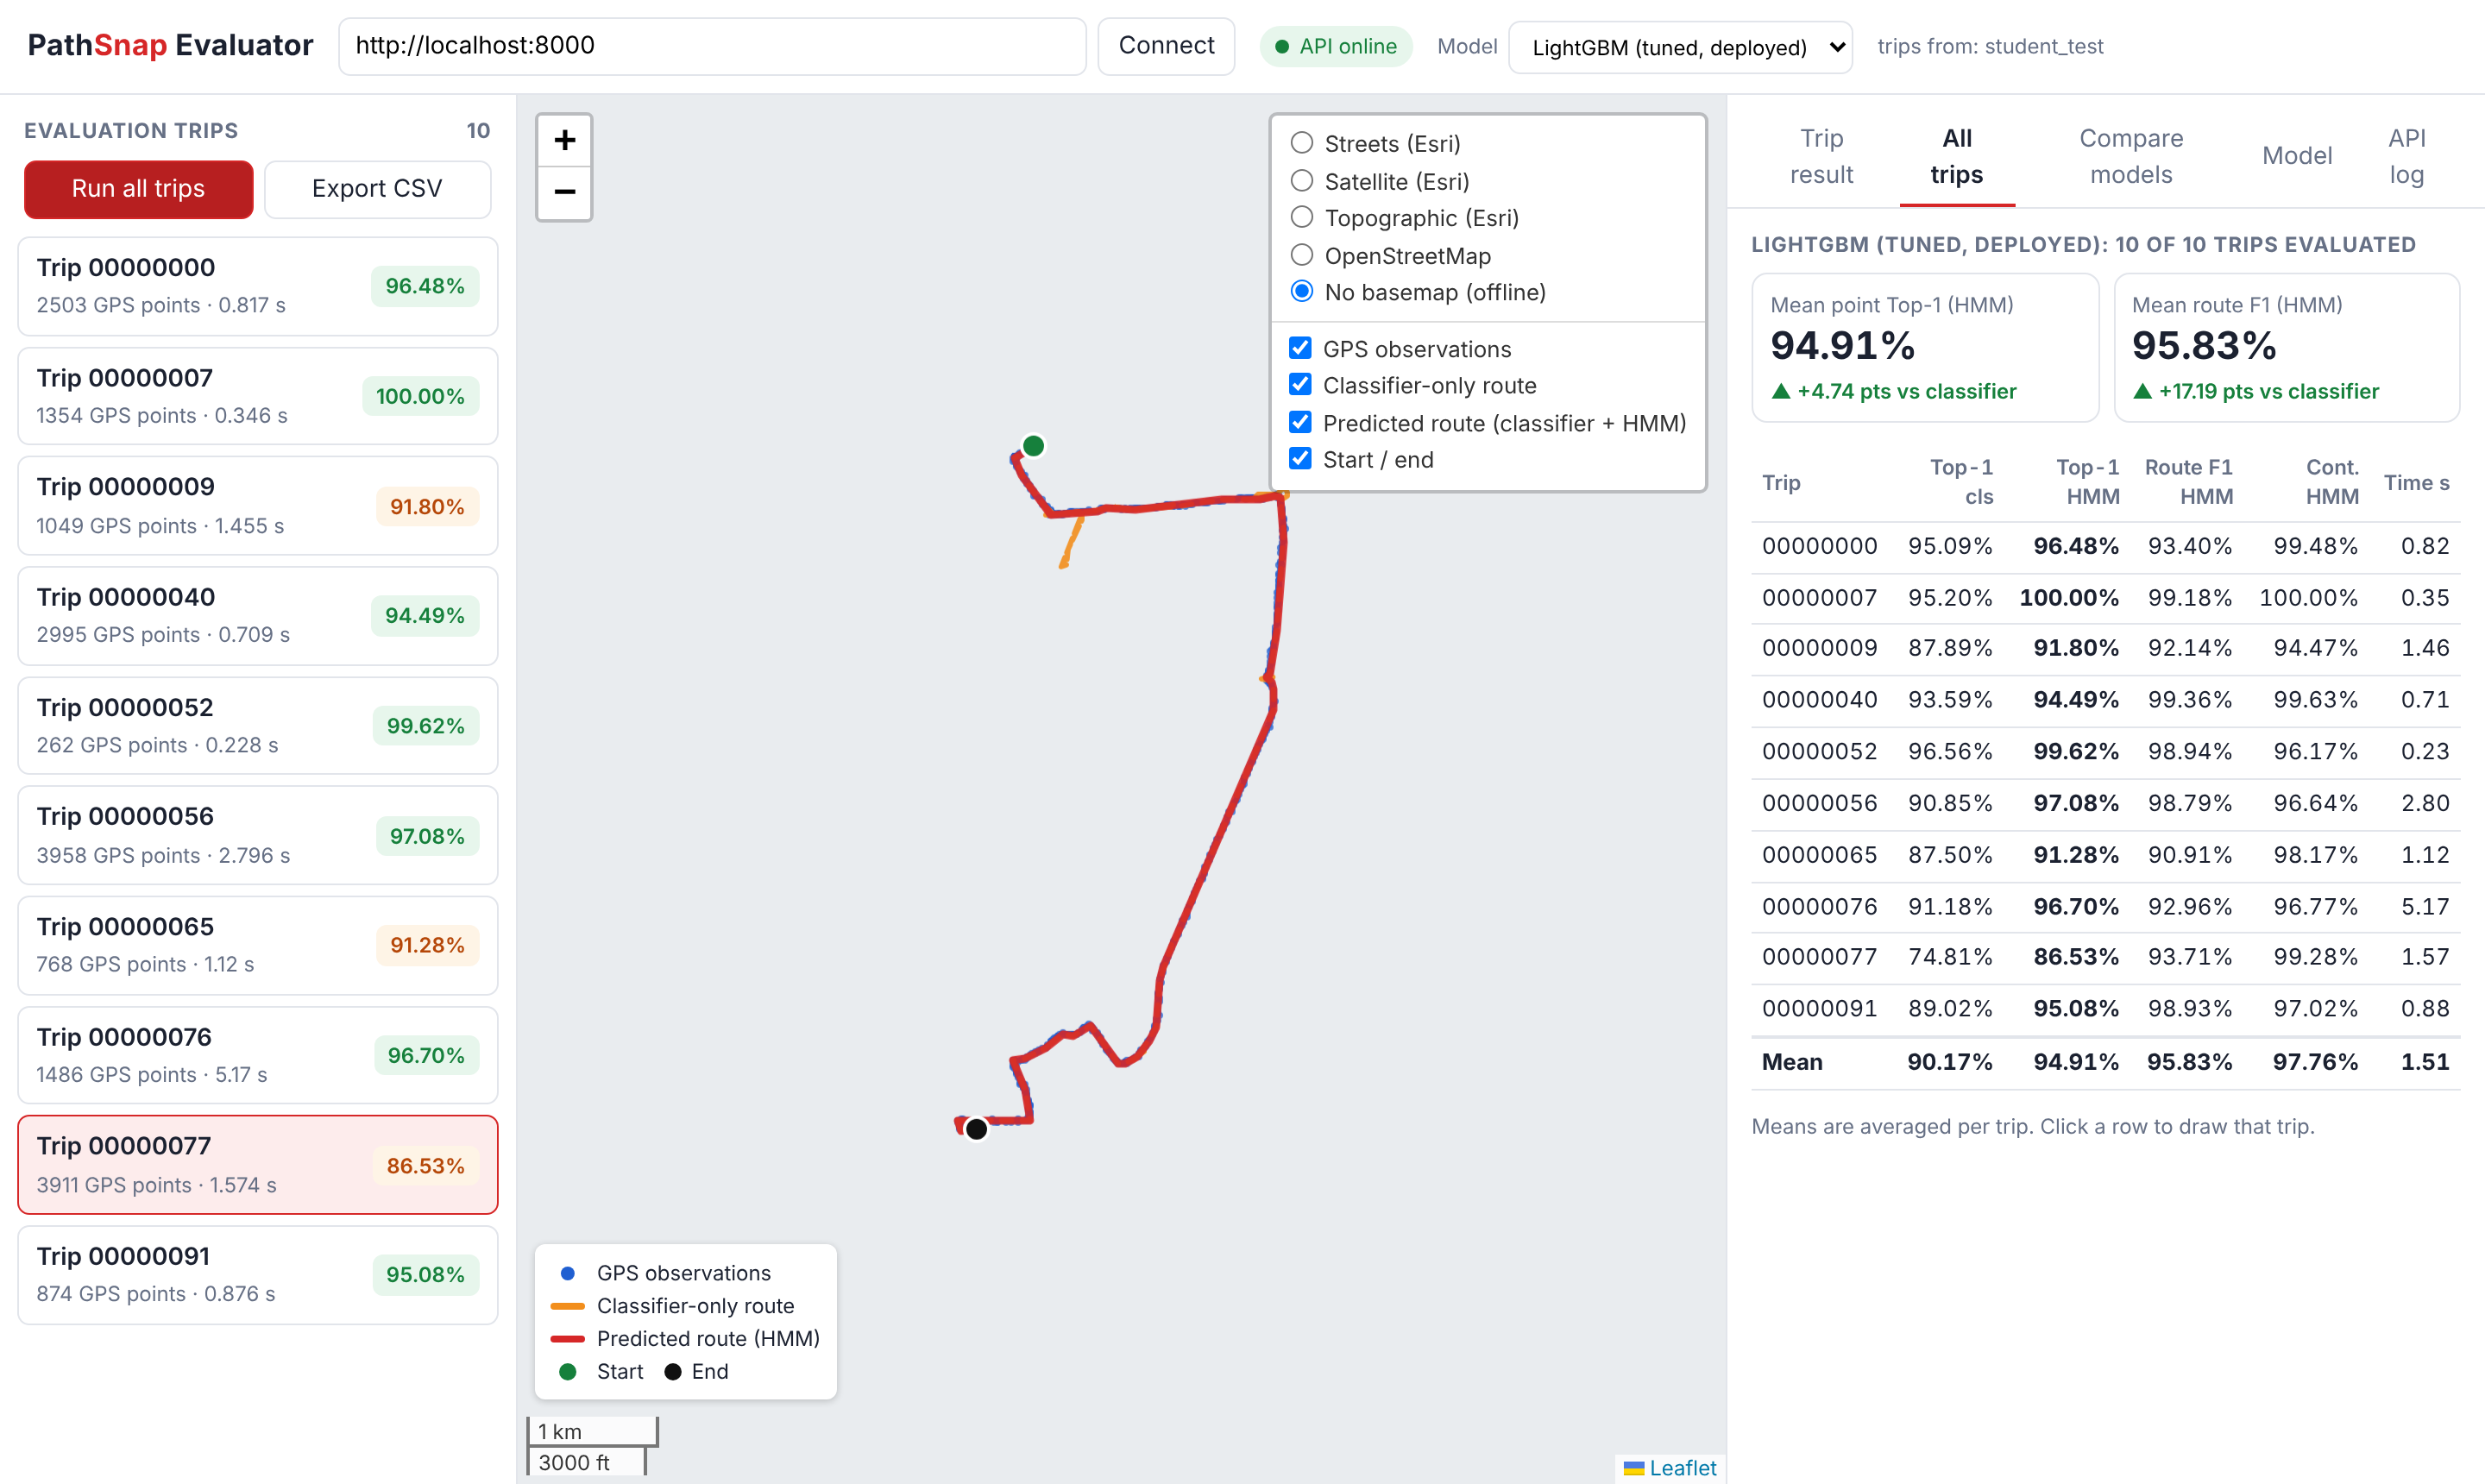 PathSnap Evaluator
http://localhost:8000
Connect
API online
Model
LightGBM (tuned, deployed)
trips from: student_test
EVALUATION TRIPS 10
Run all trips
Export CSV
Trip 00000000
2503 GPS points · 0.817 s
96.48%
Trip 00000007
1354 GPS points · 0.346 s
100.00%
Trip 00000009
1049 GPS points · 1.455 s
91.80%
Trip 00000040
2995 GPS points · 0.709 s
94.49%
Trip 00000052
262 GPS points · 0.228 s
99.62%
Trip 00000056
3958 GPS points · 2.796 s
97.08%
Trip 00000065
768 GPS points · 1.12 s
91.28%
Trip 00000076
1486 GPS points · 5.17 s
96.70%
Trip 00000077
3911 GPS points · 1.574 s
86.53%
Trip 00000091
874 GPS points · 0.876 s
95.08%
+
−
Streets (Esri)
Satellite (Esri)
Topographic (Esri)
OpenStreetMap
No basemap (offline)
GPS observations
Classifier-only route
Predicted route (classifier + HMM)
Start / end
GPS observations
Classifier-only route
Predicted route (HMM)
Start End
1 km
3000 ft
Leaflet
Trip result
All trips
Compare models
Model
API log
LIGHTGBM (TUNED, DEPLOYED): 10 OF 10 TRIPS EVALUATED
Mean point Top-1 (HMM)
94.91%
▲ +4.74 pts vs classifier
Mean route F1 (HMM)
95.83%
▲ +17.19 pts vs classifier
Trip Top-1 cls Top-1 HMM Route F1 HMM Cont. HMM Time s
00000000 95.09% 96.48% 93.40% 99.48% 0.82
00000007 95.20% 100.00% 99.18% 100.00% 0.35
00000009 87.89% 91.80% 92.14% 94.47% 1.46
00000040 93.59% 94.49% 99.36% 99.63% 0.71
00000052 96.56% 99.62% 98.94% 96.17% 0.23
00000056 90.85% 97.08% 98.79% 96.64% 2.80
00000065 87.50% 91.28% 90.91% 98.17% 1.12
00000076 91.18% 96.70% 92.96% 96.77% 5.17
00000077 74.81% 86.53% 93.71% 99.28% 1.57
00000091 89.02% 95.08% 98.93% 97.02% 0.88
Mean 90.17% 94.91% 95.83% 97.76% 1.51
Means are averaged per trip. Click a row to draw that trip.